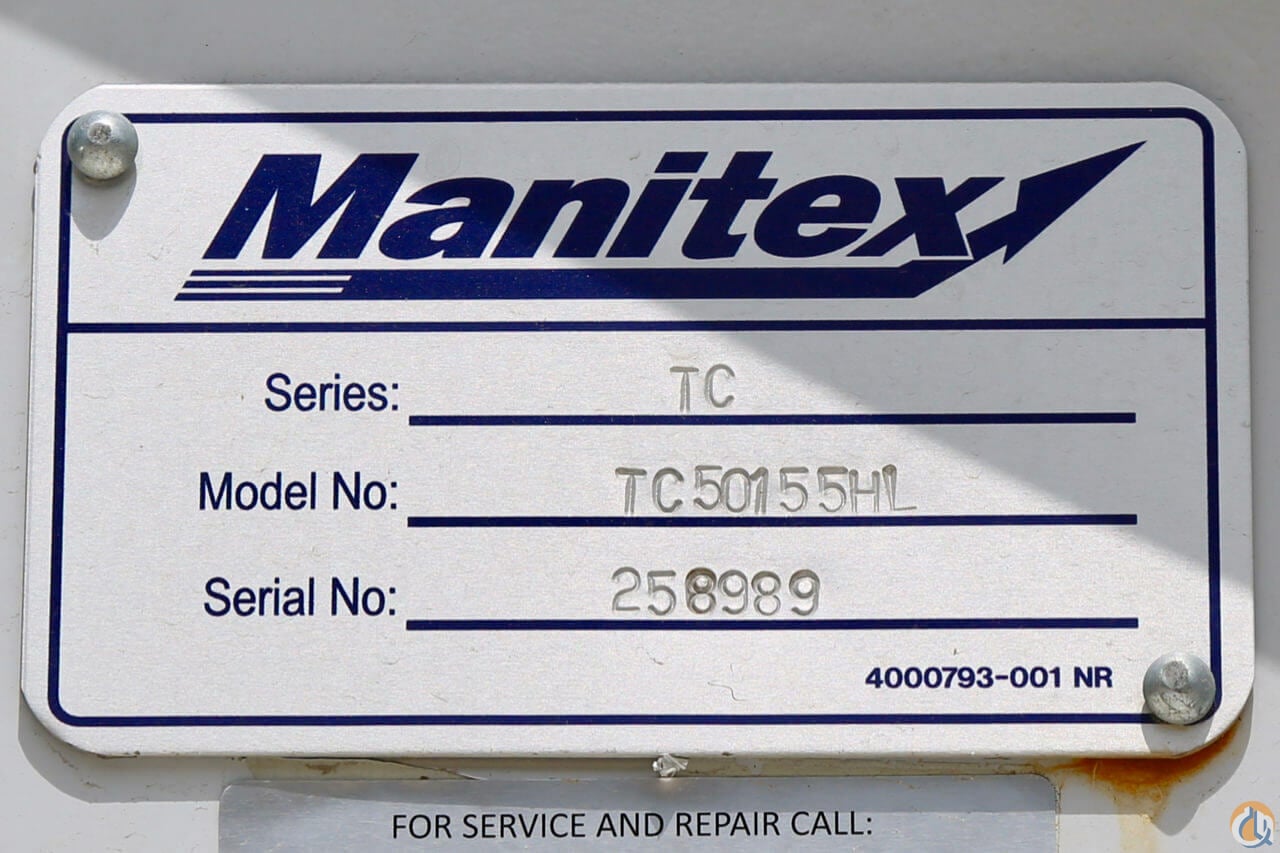 Manitex
Series: TC
Model No: TC50155HL
Serial No: 258989
4000793-001 NR
FOR SERVICE AND REPAIR CALL: